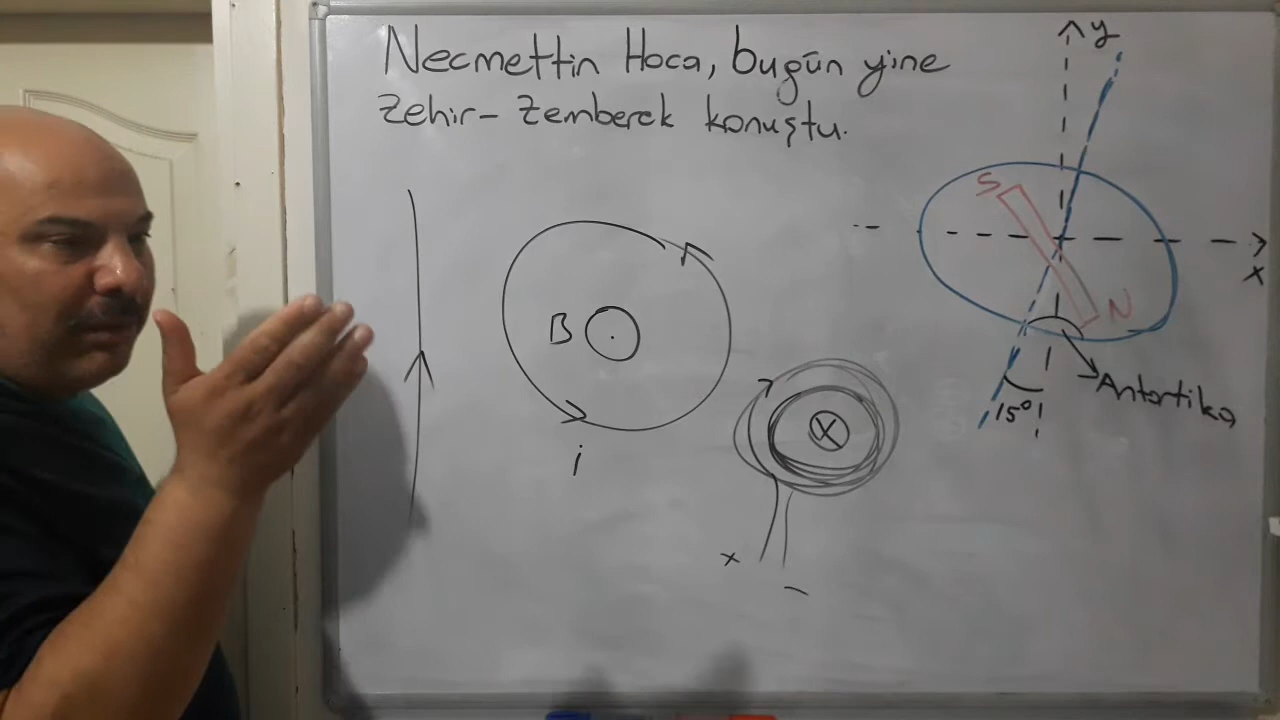 Necmettin Hoca, bugün yine
Zehir-Zemberek konuştu.
y
S
x
B
N
Antartika
15°
i
+
-